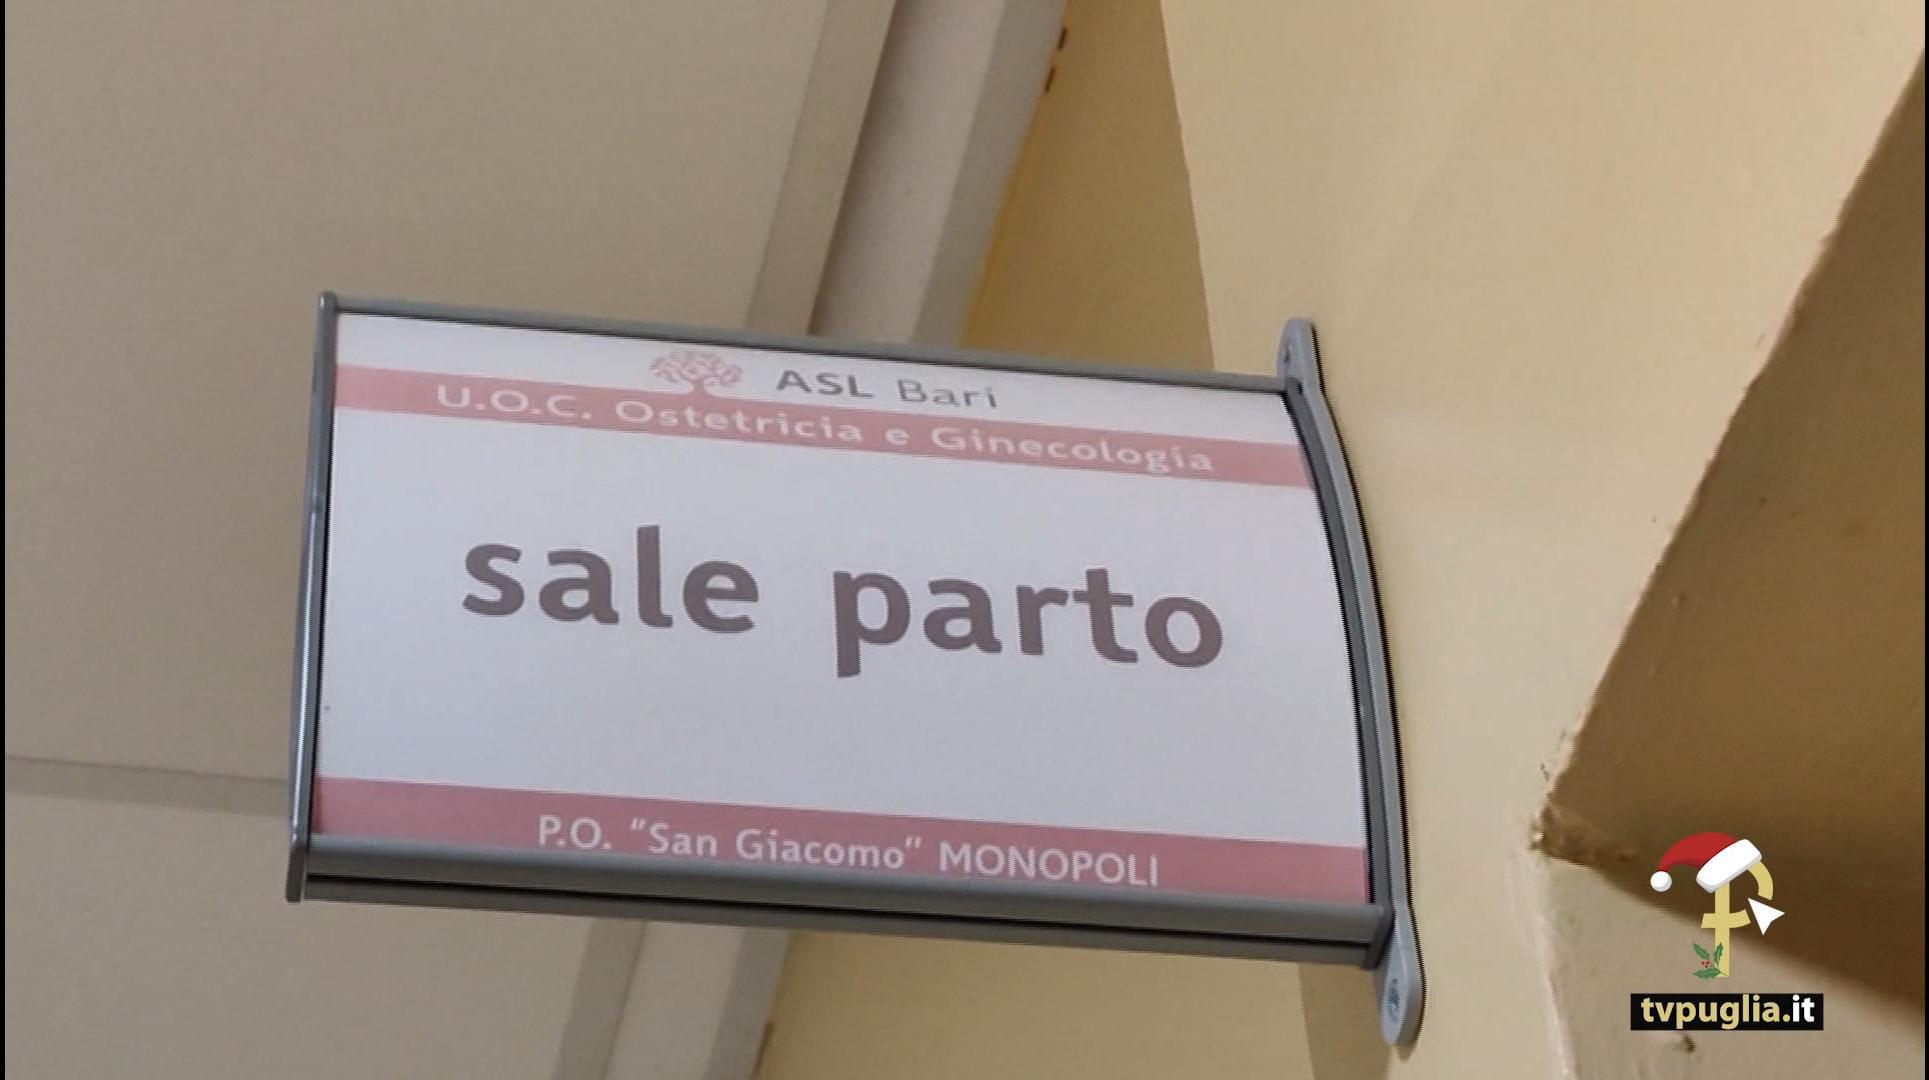 ASL Bari
U.O.C. Ostetricia e Ginecologia
sale parto
P.O. "San Giacomo" MONOPOLI
tvpuglia.it